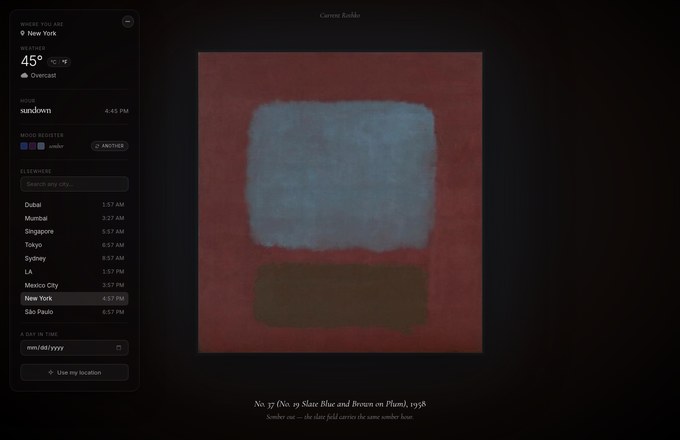 Current Rothko
WHERE YOU ARE
New York
WEATHER
45° °C °F
Overcast
HOUR
sundown 4:41 PM
MOOD REGISTER
somber ANOTHER
ELSEWHERE
Search any city...
Dubai 1:57 AM
Mumbai 3:27 AM
Singapore 5:57 AM
Tokyo 6:57 AM
Sydney 8:57 AM
LA 1:57 PM
Mexico City 3:57 PM
New York 4:57 PM
São Paulo 6:57 PM
A DAY IN TIME
mm/dd/yyyy
Use my location
No. 37 (No. 19 Slate Blue and Brown on Plum), 1958
Somber out — the slate field carries the same somber hour.